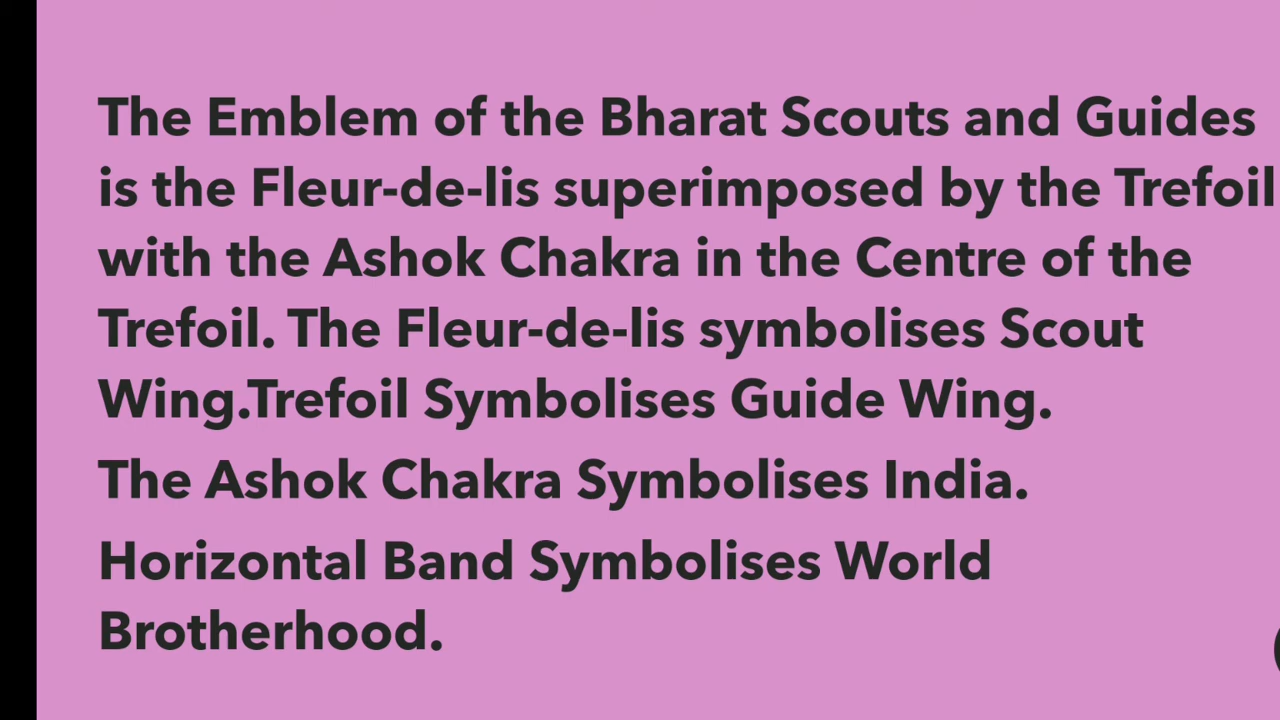 The Emblem of the Bharat Scouts and Guides
is the Fleur-de-lis superimposed by the Trefoil
with the Ashok Chakra in the Centre of the
Trefoil. The Fleur-de-lis symbolises Scout
Wing.Trefoil Symbolises Guide Wing.
The Ashok Chakra Symbolises India.
Horizontal Band Symbolises World
Brotherhood.